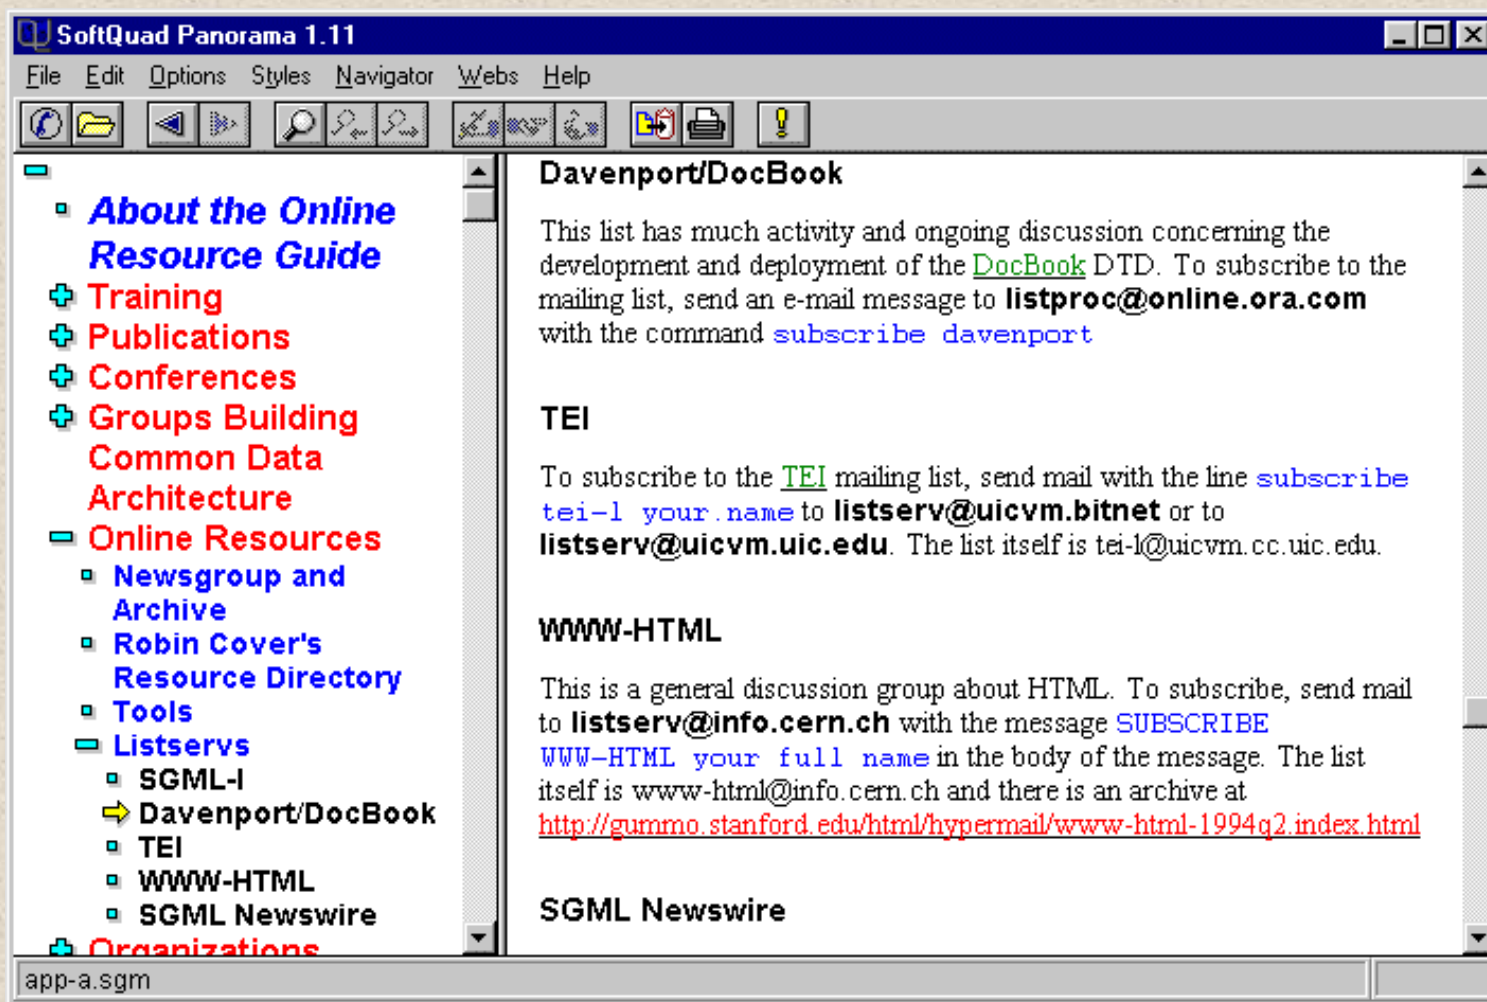 SoftQuad Panorama 1.11
File Edit Options Styles Navigator Webs Help
About the Online
Resource Guide
Training
Publications
Conferences
Groups Building
Common Data
Architecture
Online Resources
Newsgroup and
Archive
Robin Cover's
Resource Directory
Tools
Listservs
SGML-l
Davenport/DocBook
TEI
WWW-HTML
SGML Newswire
Organizations
Davenport/DocBook
This list has much activity and ongoing discussion concerning the
development and deployment of the DocBook DTD. To subscribe to the
mailing list, send an e-mail message to listproc@online.ora.com
with the command subscribe davenport
TEI
To subscribe to the TEI mailing list, send mail with the line subscribe
tei-l your.name to listserv@uicvm.bitnet or to
listserv@uicvm.uic.edu. The list itself is tei-l@uicvm.cc.uic.edu.
WWW-HTML
This is a general discussion group about HTML. To subscribe, send mail
to listserv@info.cern.ch with the message SUBSCRIBE
WWW-HTML your full name in the body of the message. The list
itself is www-html@info.cern.ch and there is an archive at
http://gummo.stanford.edu/html/hypermail/www-html-1994q2.index.html
SGML Newswire
app-a.sgm